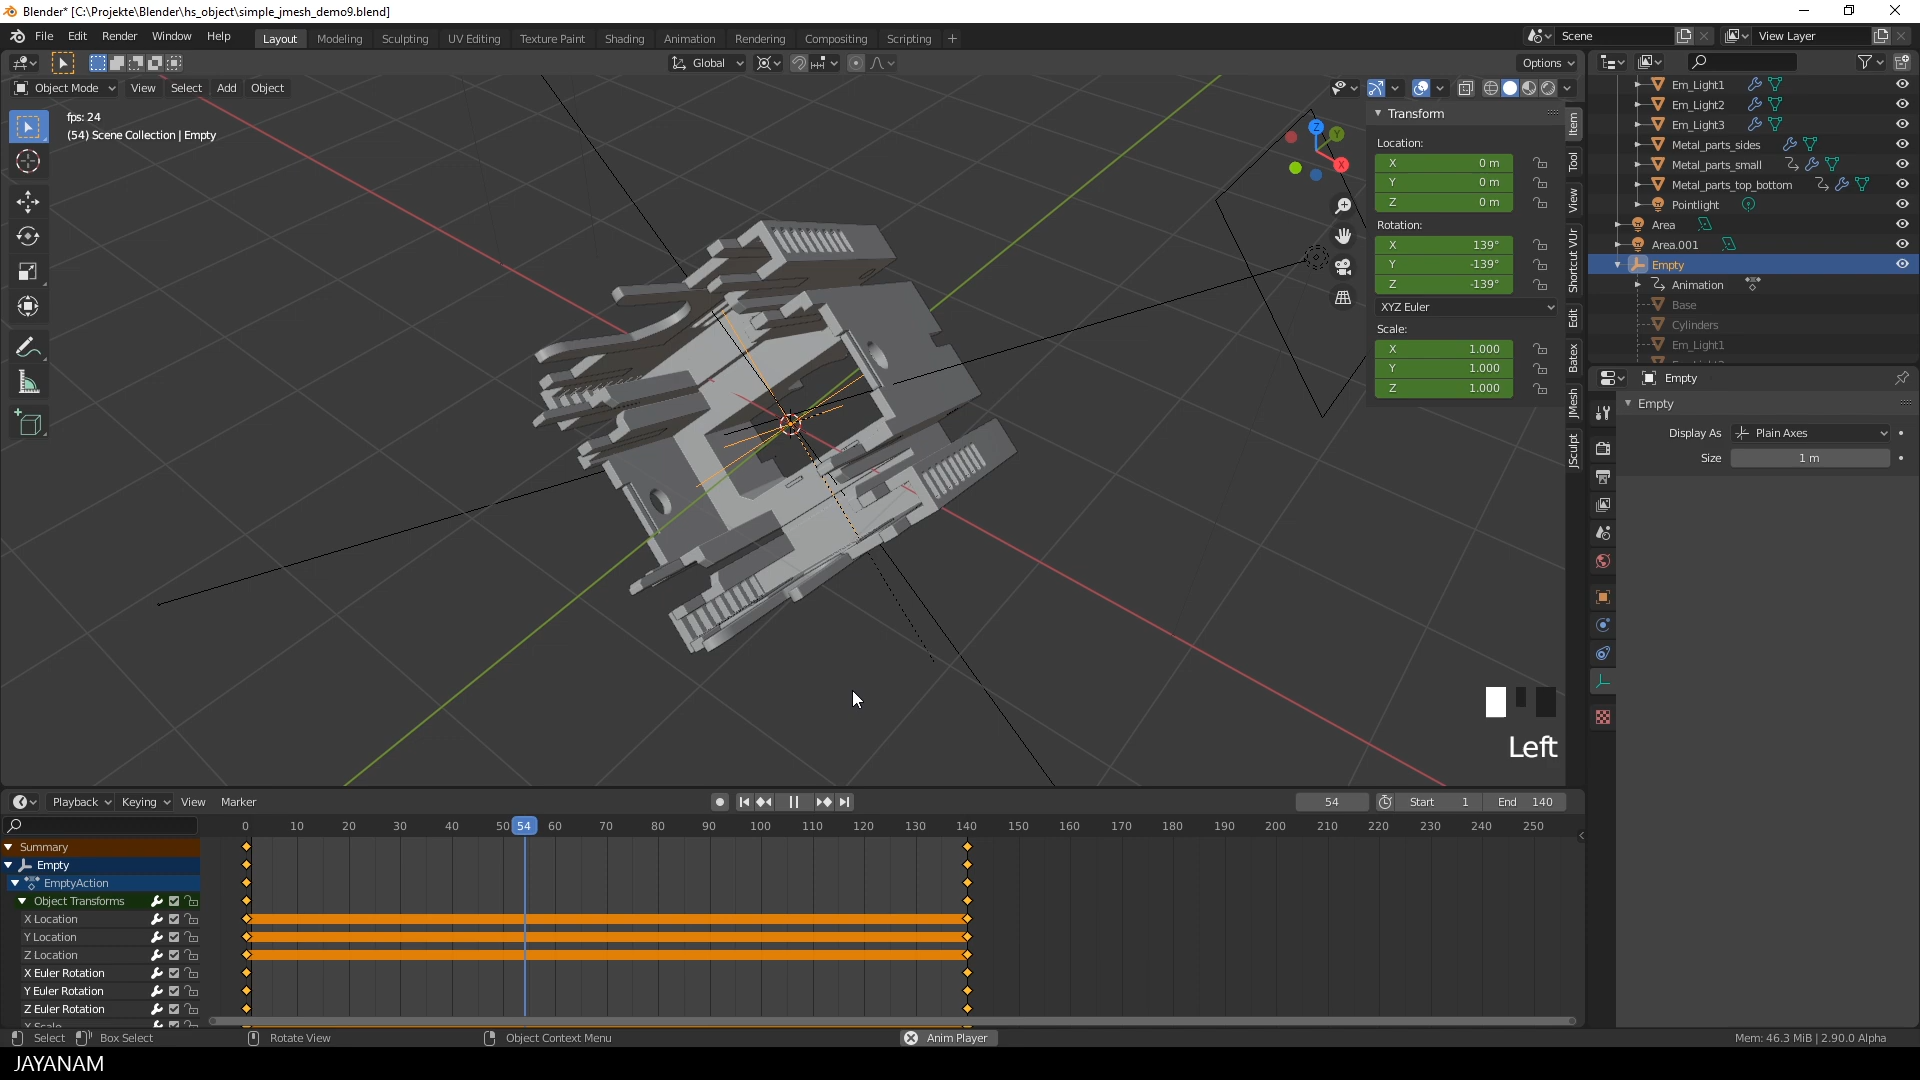 Blender* [C:\Projekte\Blender\hs_object\simple_jmesh_demo9.blend]
File Edit Render Window Help
Layout Modeling Sculpting UV Editing Texture Paint Shading Animation Rendering Compositing Scripting +
Scene
View Layer
Global
Options
Object Mode View Select Add Object
fps: 24
(54) Scene Collection | Empty
Z
Y
X
Transform
Location:
X 0 m
Y 0 m
Z 0 m
Rotation:
X 139°
Y -139°
Z -139°
XYZ Euler
Scale:
X 1.000
Y 1.000
Z 1.000
Item
Tool
View
Shortcut VUr
Edit
Batex
JMesh
JSculpt
Em_Light1
Em_Light2
Em_Light3
Metal_parts_sides
Metal_parts_small
Metal_parts_top_bottom
Pointlight
Area
Area.001
Empty
Animation
Base
Cylinders
Em_Light1
Empty
Empty
Display As Plain Axes
Size 1 m
Left
Playback Keying View Marker
54 Start 1 End 140
0 10 20 30 40 50 54 60 70 80 90 100 110 120 130 140 150 160 170 180 190 200 210 220 230 240 250
Summary
Empty
EmptyAction
Object Transforms
X Location
Y Location
Z Location
X Euler Rotation
Y Euler Rotation
Z Euler Rotation
X Scale
Select Box Select Rotate View Object Context Menu Anim Player Mem: 46.3 MiB | 2.90.0 Alpha
JAYANAM